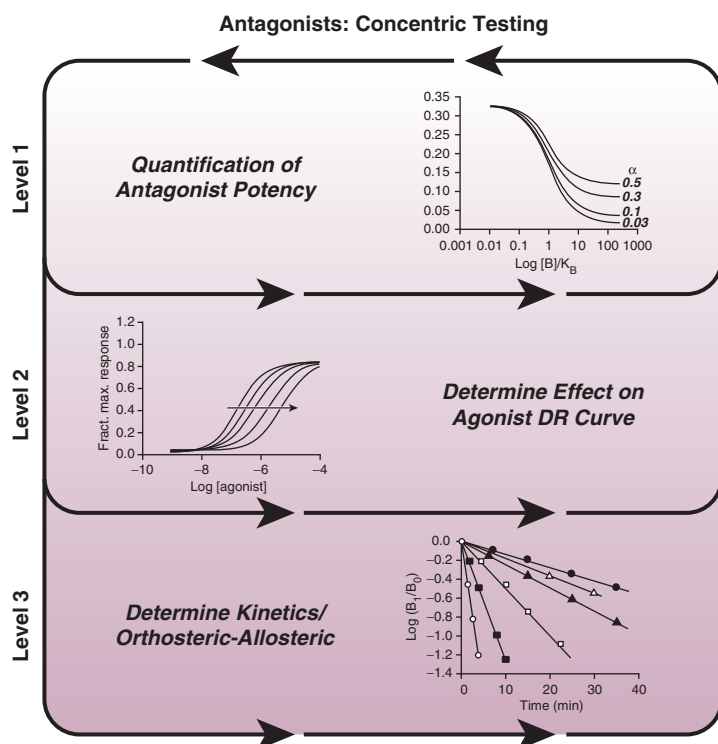 Antagonists: Concentric Testing
Level 1
Quantification of
Antagonist Potency
0.35
0.30
0.25
0.20
0.15
0.10
0.05
0.00
α
0.5
0.3
0.1
0.03
0.001 0.01 0.1 1 10 100 1000
Log [B]/K_B
Level 2
Fract. max. response
1.2
1.0
0.8
0.6
0.4
0.2
0.0
−10 −8 −6 −4
Log [agonist]
Determine Effect on
Agonist DR Curve
Level 3
Determine Kinetics/
Orthosteric-Allosteric
Log (B₁/B₀)
0.0
−0.2
−0.4
−0.6
−0.8
−1.0
−1.2
−1.4
0 10 20 30 40
Time (min)